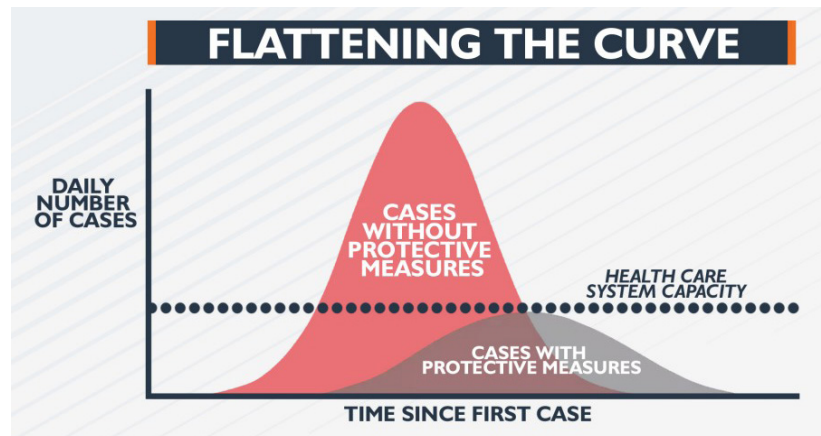 FLATTENING THE CURVE
DAILY
NUMBER
OF CASES
CASES
WITHOUT
PROTECTIVE
MEASURES
HEALTH CARE
SYSTEM CAPACITY
CASES WITH
PROTECTIVE MEASURES
TIME SINCE FIRST CASE